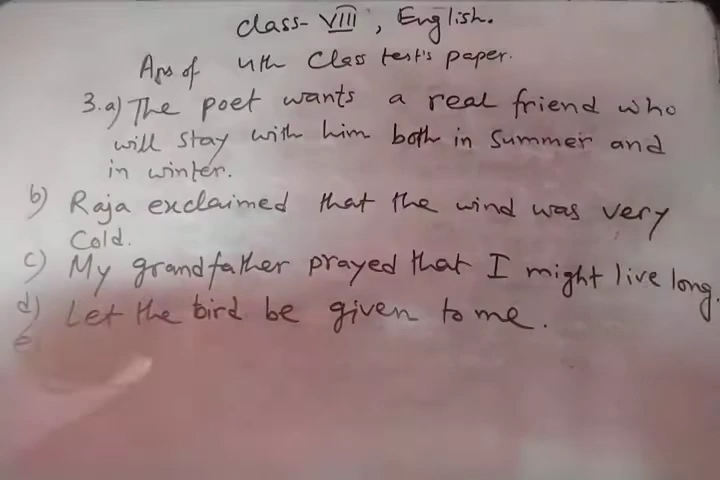 Class- VIII, English.
Ans of 4th Class test's paper.
3.a) The poet wants a real friend who
will stay with him both in Summer and
in winter.
b) Raja exclaimed that the wind was very
Cold.
c) My grandfather prayed that I might live long.
d) Let the bird be given to me.
e